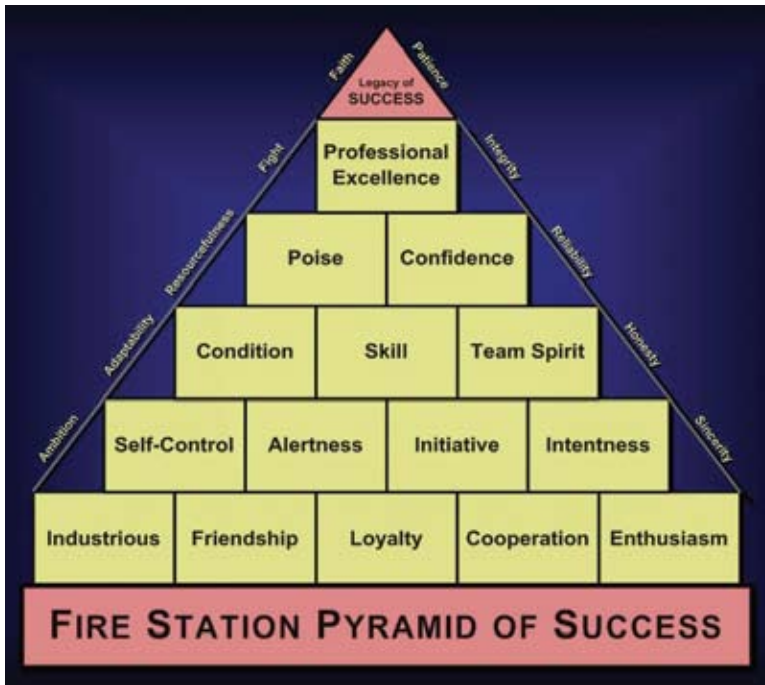 Faith
Patience
Legacy of
SUCCESS
Fight
Integrity
Professional
Excellence
Resourcefulness
Reliability
Poise
Confidence
Adaptability
Honesty
Condition
Skill
Team Spirit
Ambition
Sincerity
Self-Control
Alertness
Initiative
Intentness
Industrious
Friendship
Loyalty
Cooperation
Enthusiasm
FIRE STATION PYRAMID OF SUCCESS